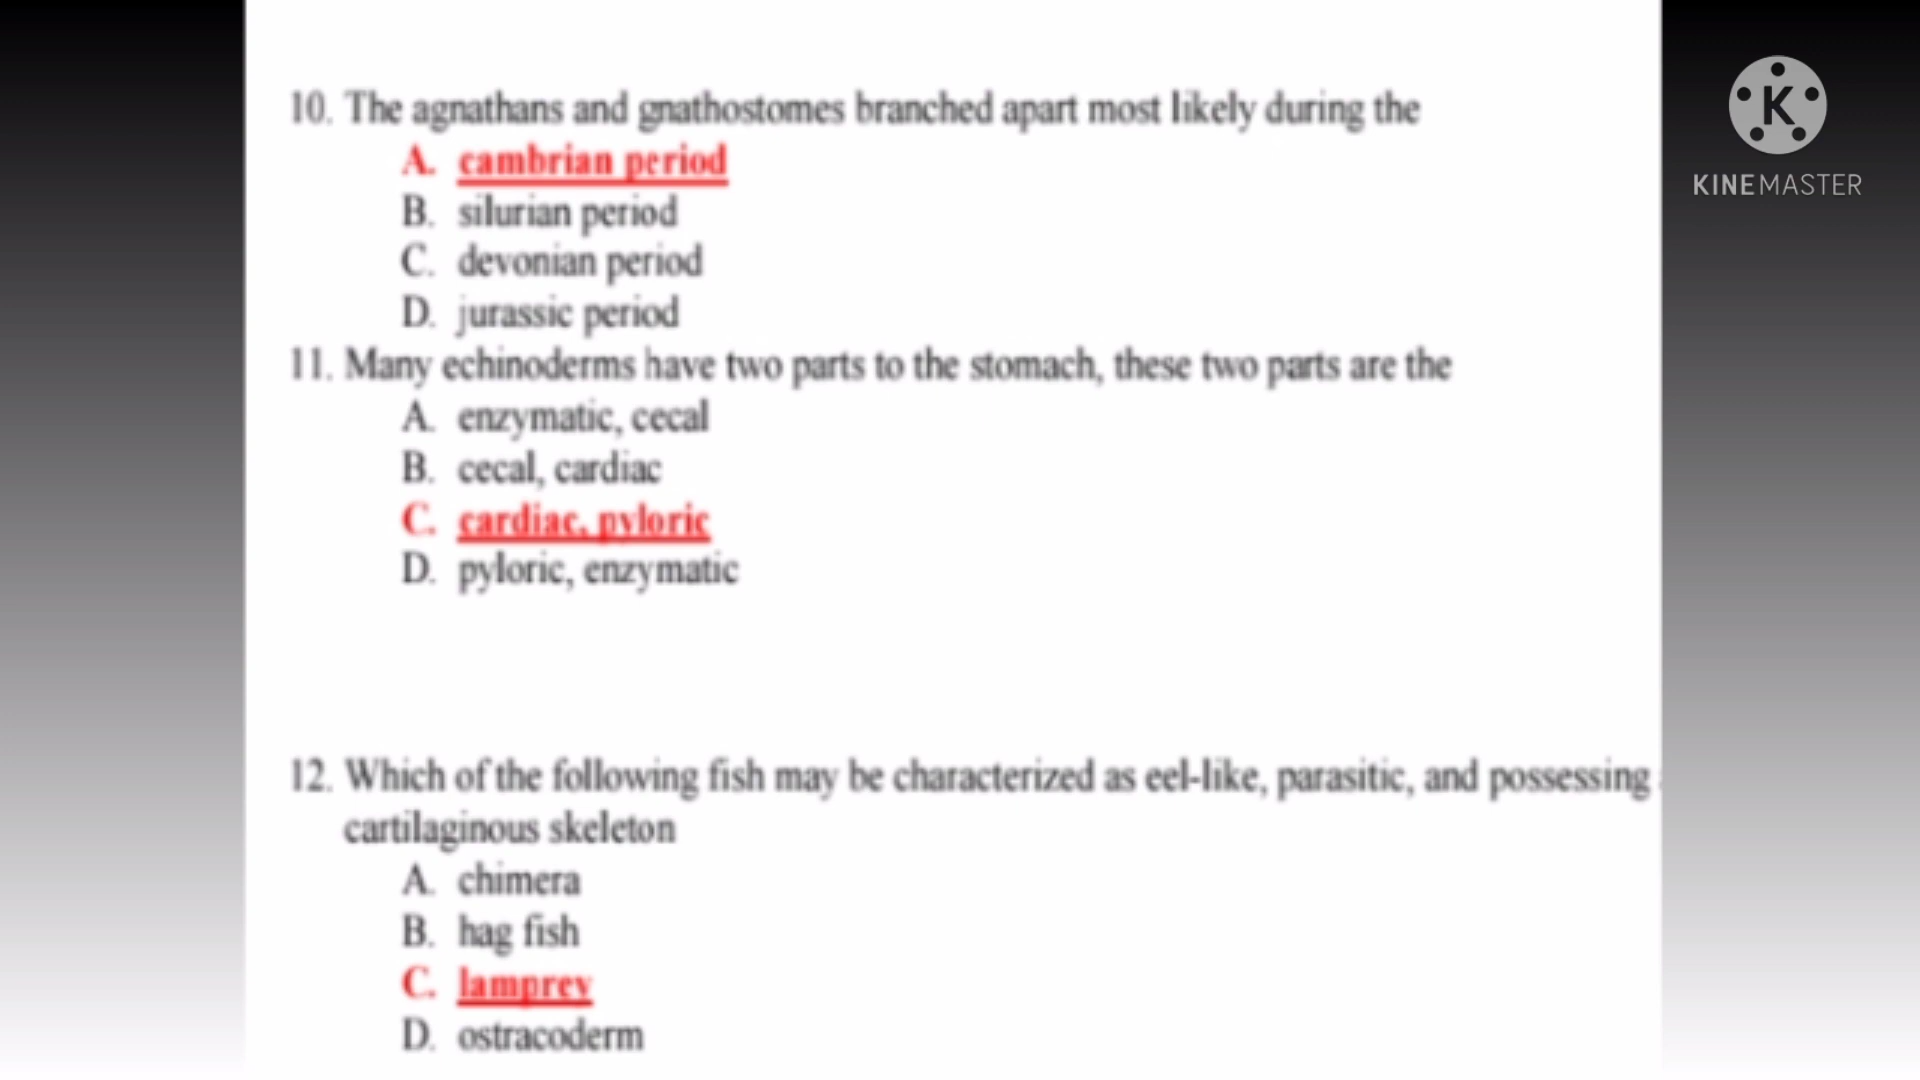 10. The agnathans and gnathostomes branched apart most likely during the
A. cambrian period
B. silurian period
C. devonian period
D. jurassic period
11. Many echinoderms have two parts to the stomach, these two parts are the
A. enzymatic, cecal
B. cecal, cardiac
C. cardiac, pyloric
D. pyloric, enzymatic
12. Which of the following fish may be characterized as eel-like, parasitic, and possessing
cartilaginous skeleton
A. chimera
B. hag fish
C. lamprey
D. ostracoderm
K
KINEMASTER